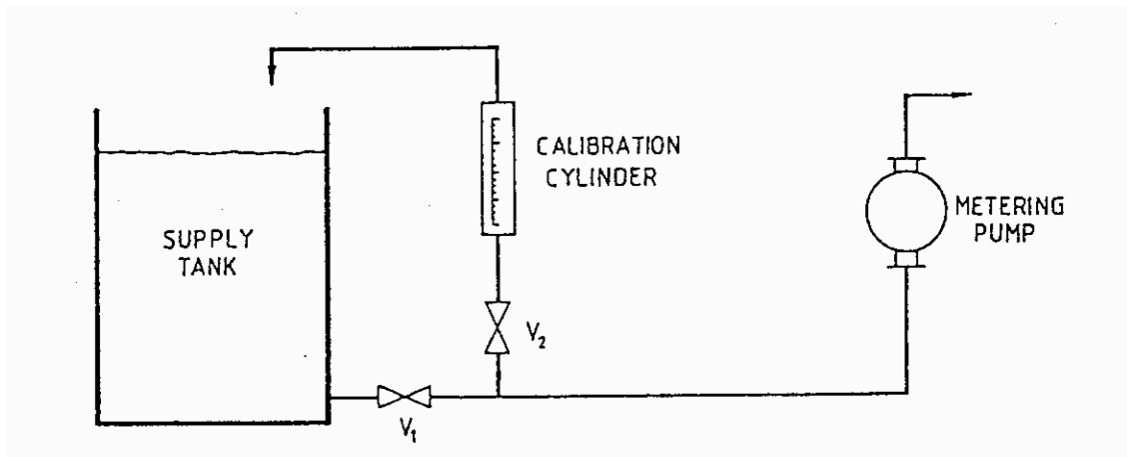 CALIBRATION
CYLINDER
METERING
PUMP
SUPPLY
TANK
V₂
V₁